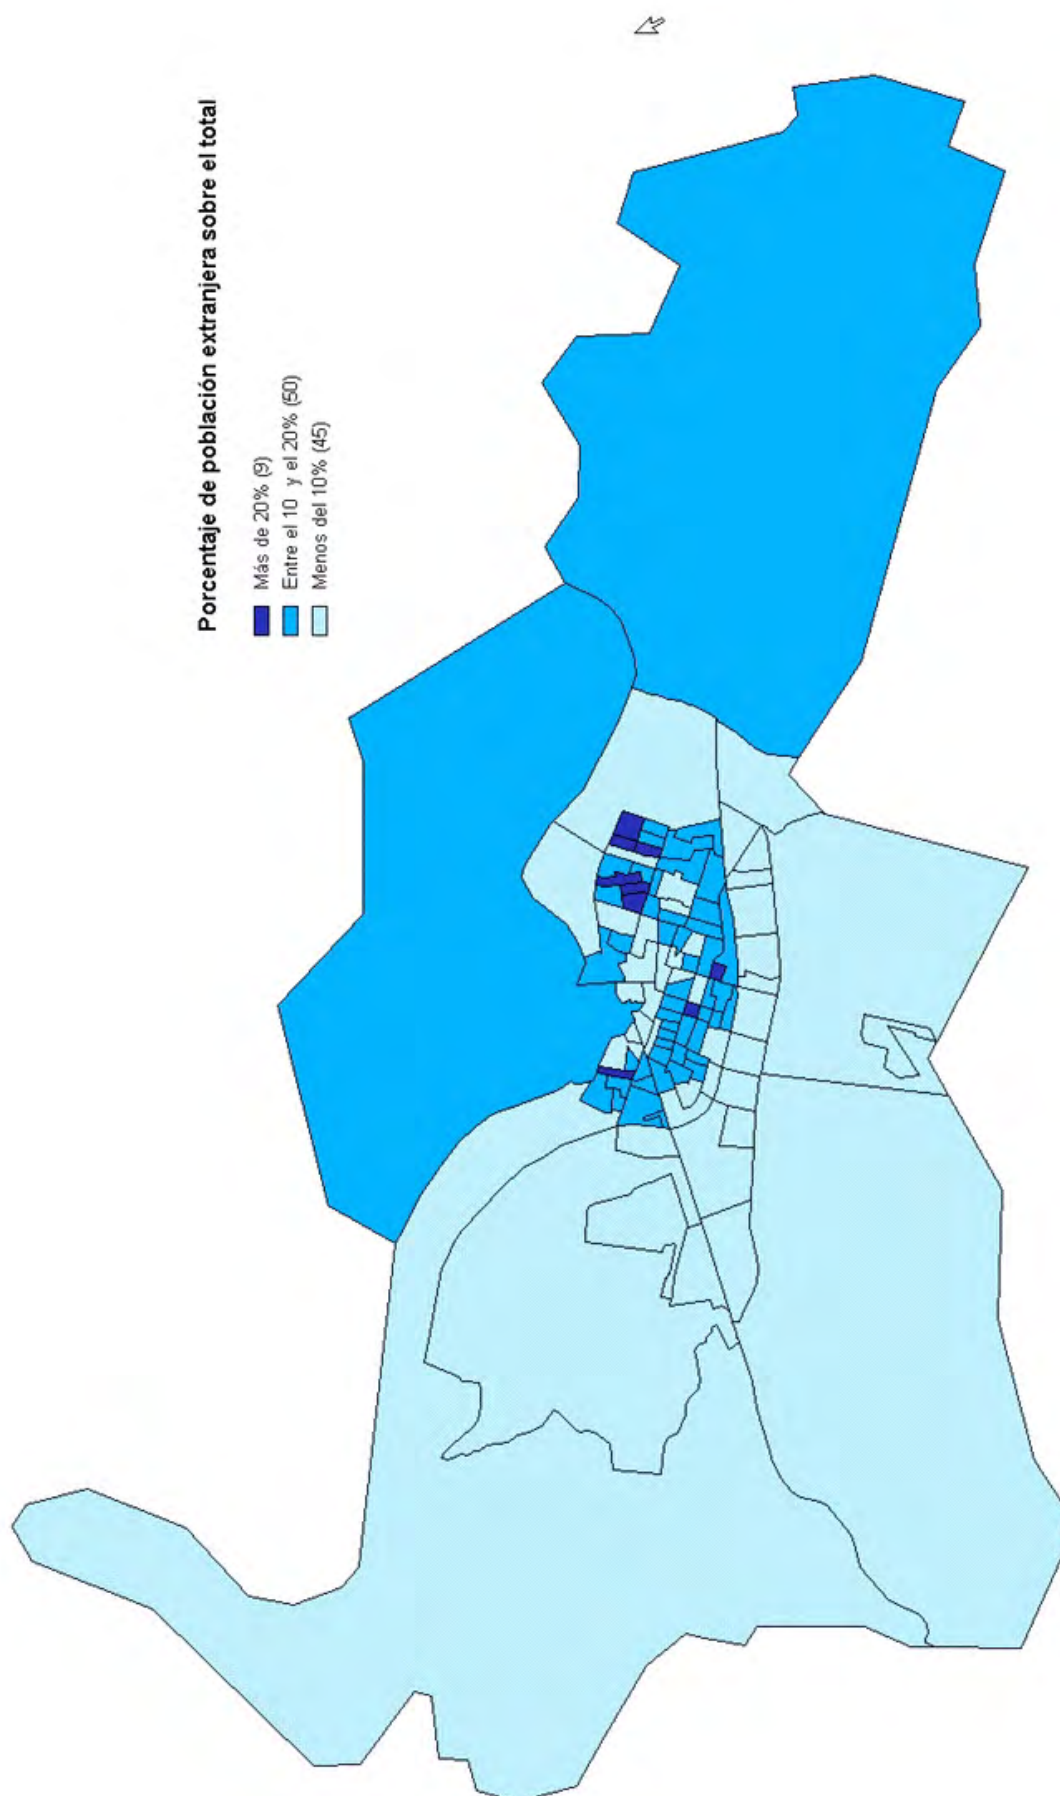 Porcentaje de población extranjera sobre el total
Más de 20% (9)
Entre el 10 y el 20% (50)
Menos del 10% (45)